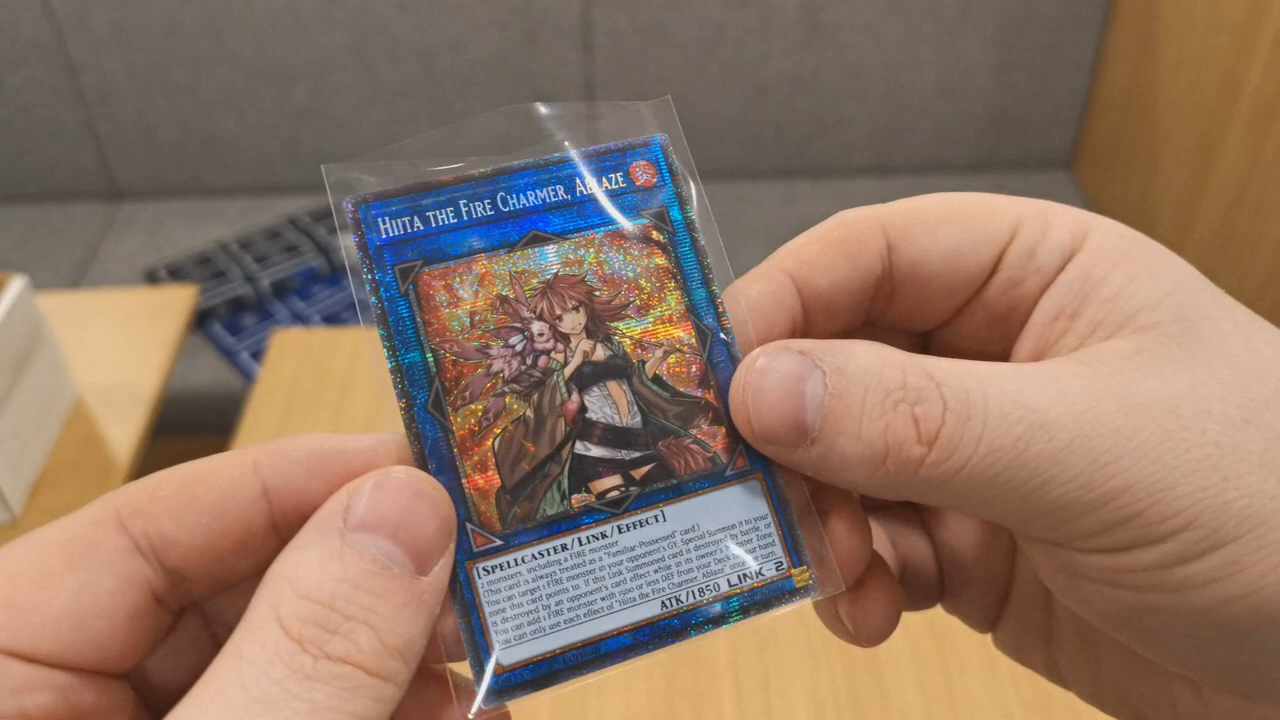 HIITA THE FIRE CHARMER, ABLAZE
炎
[SPELLCASTER/LINK/EFFECT]
2 monsters, including a FIRE monster
(This card is always treated as a "Familiar-Possessed" card.)
You can target 1 FIRE monster in your opponent's GY, Special Summon it to your
zone this card points to. If this Link Summoned card is destroyed by battle, or
is destroyed by an opponent's card effect while in its owner's Monster Zone
You can add 1 FIRE monster with 1500 or less DEF from your Deck to your hand.
You can only use each effect of "Hiita the Fire Charmer, Ablaze" once per turn.
ATK/1850 LINK-2